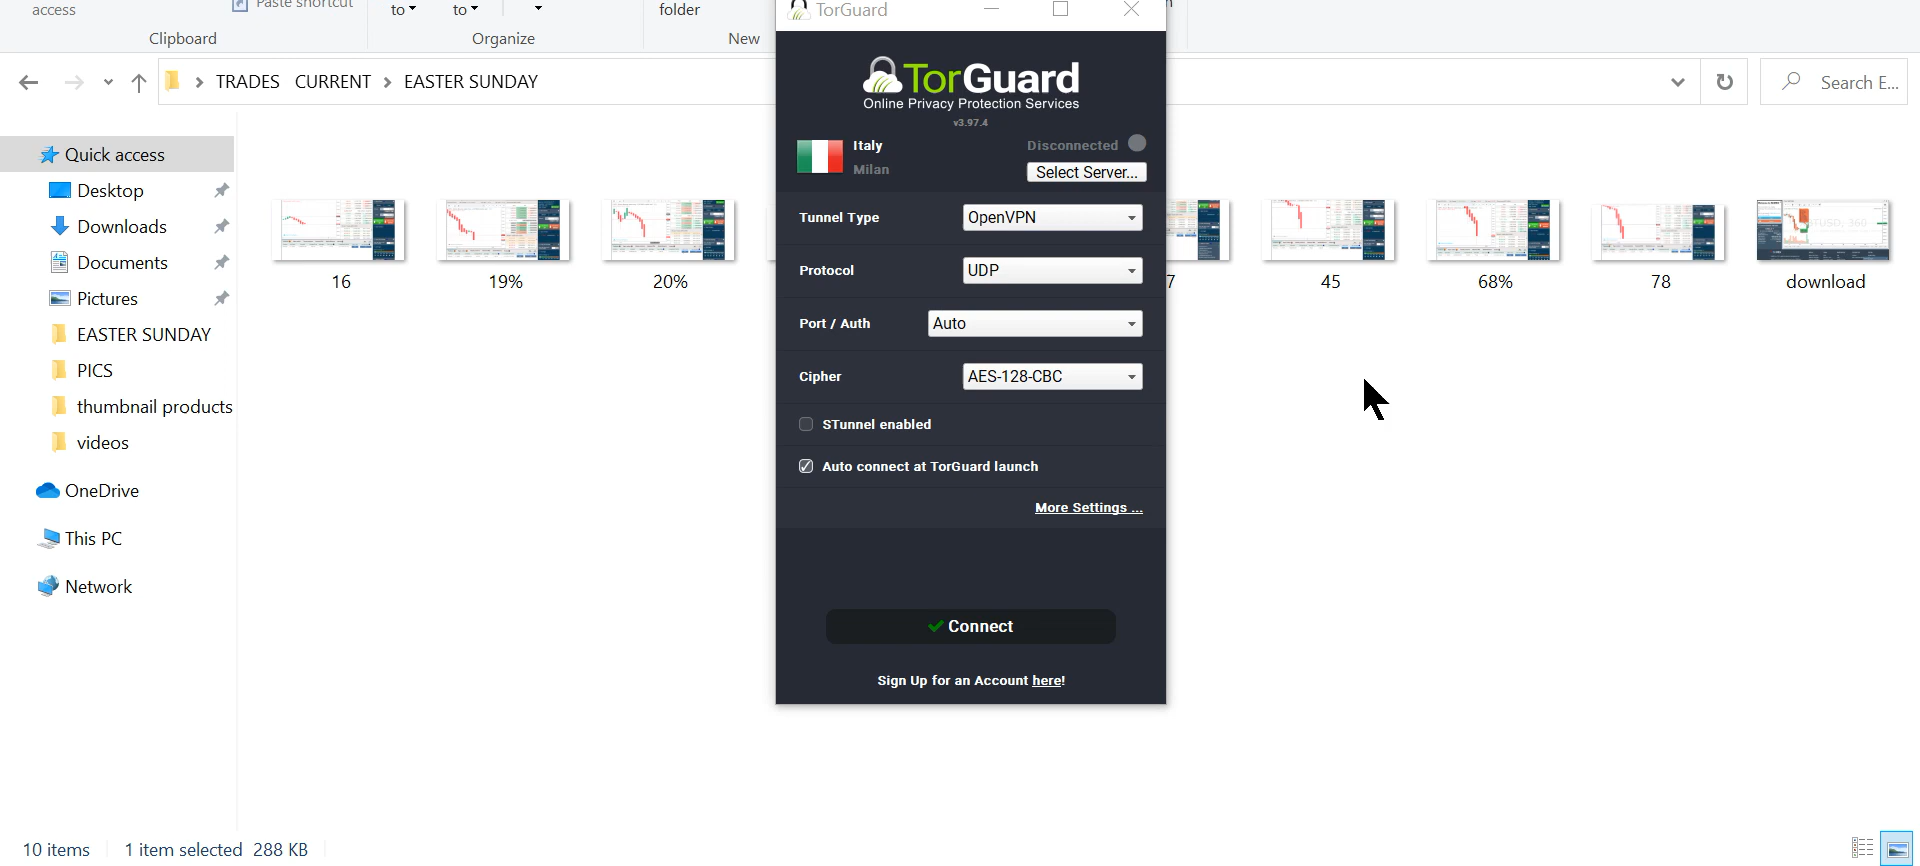 access
Paste shortcut
to
to
folder
Clipboard
Organize
New
TorGuard
TRADES CURRENT > EASTER SUNDAY
Search E...
TorGuard
Online Privacy Protection Services
v3.97.4
Italy
Disconnected
Milan
Select Server...
Quick access
Desktop
Downloads
Documents
Pictures
EASTER SUNDAY
PICS
thumbnail products
videos
OneDrive
This PC
Network
16
19%
20%
7
45
68%
78
download
Tunnel Type
OpenVPN
Protocol
UDP
Port / Auth
Auto
Cipher
AES-128-CBC
STunnel enabled
Auto connect at TorGuard launch
More Settings ...
Connect
Sign Up for an Account here!
10 items
1 item selected 288 KB